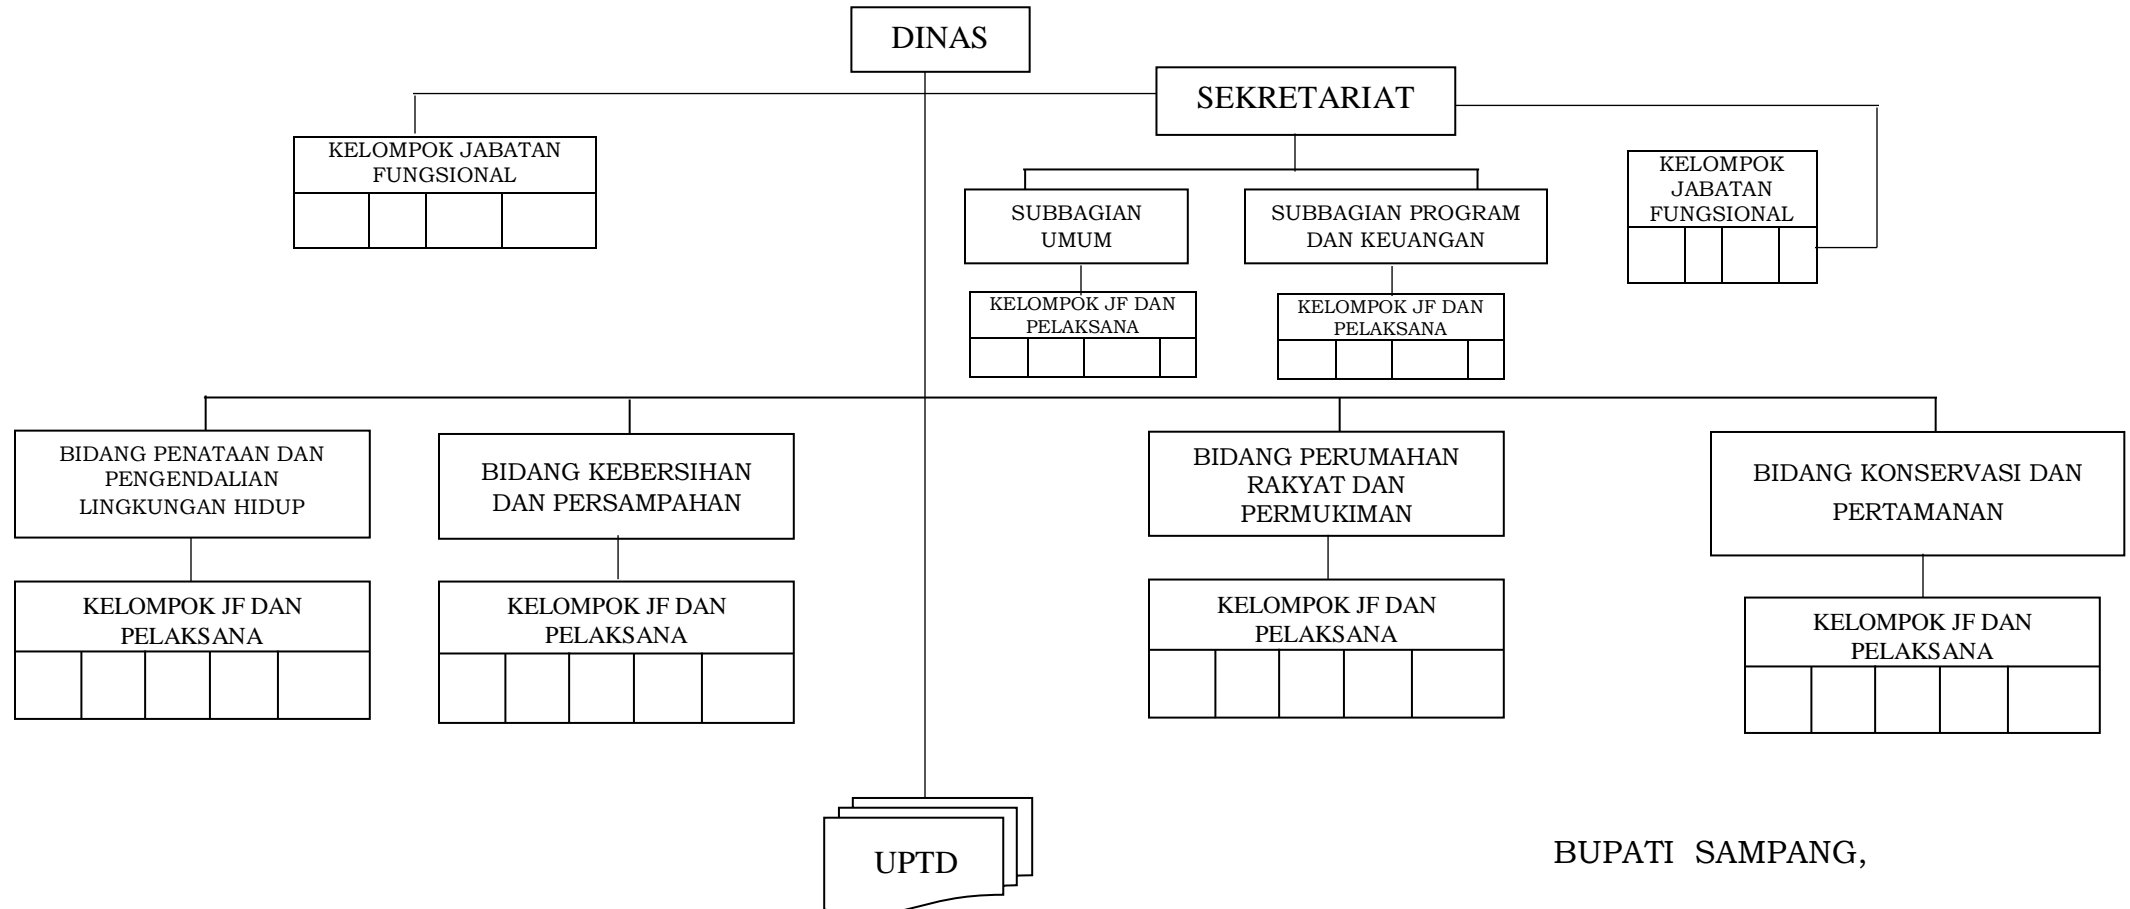 DINAS
SEKRETARIAT
KELOMPOK JABATAN
FUNGSIONAL
KELOMPOK
JABATAN
FUNGSIONAL
SUBBAGIAN
UMUM
SUBBAGIAN PROGRAM
DAN KEUANGAN
KELOMPOK JF DAN
PELAKSANA
KELOMPOK JF DAN
PELAKSANA
BIDANG PENATAAN DAN
PENGENDALIAN
LINGKUNGAN HIDUP
BIDANG KEBERSIHAN
DAN PERSAMPAHAN
BIDANG PERUMAHAN
RAKYAT DAN
PERMUKIMAN
BIDANG KONSERVASI DAN
PERTAMANAN
KELOMPOK JF DAN
PELAKSANA
KELOMPOK JF DAN
PELAKSANA
KELOMPOK JF DAN
PELAKSANA
KELOMPOK JF DAN
PELAKSANA
UPTD
BUPATI SAMPANG,